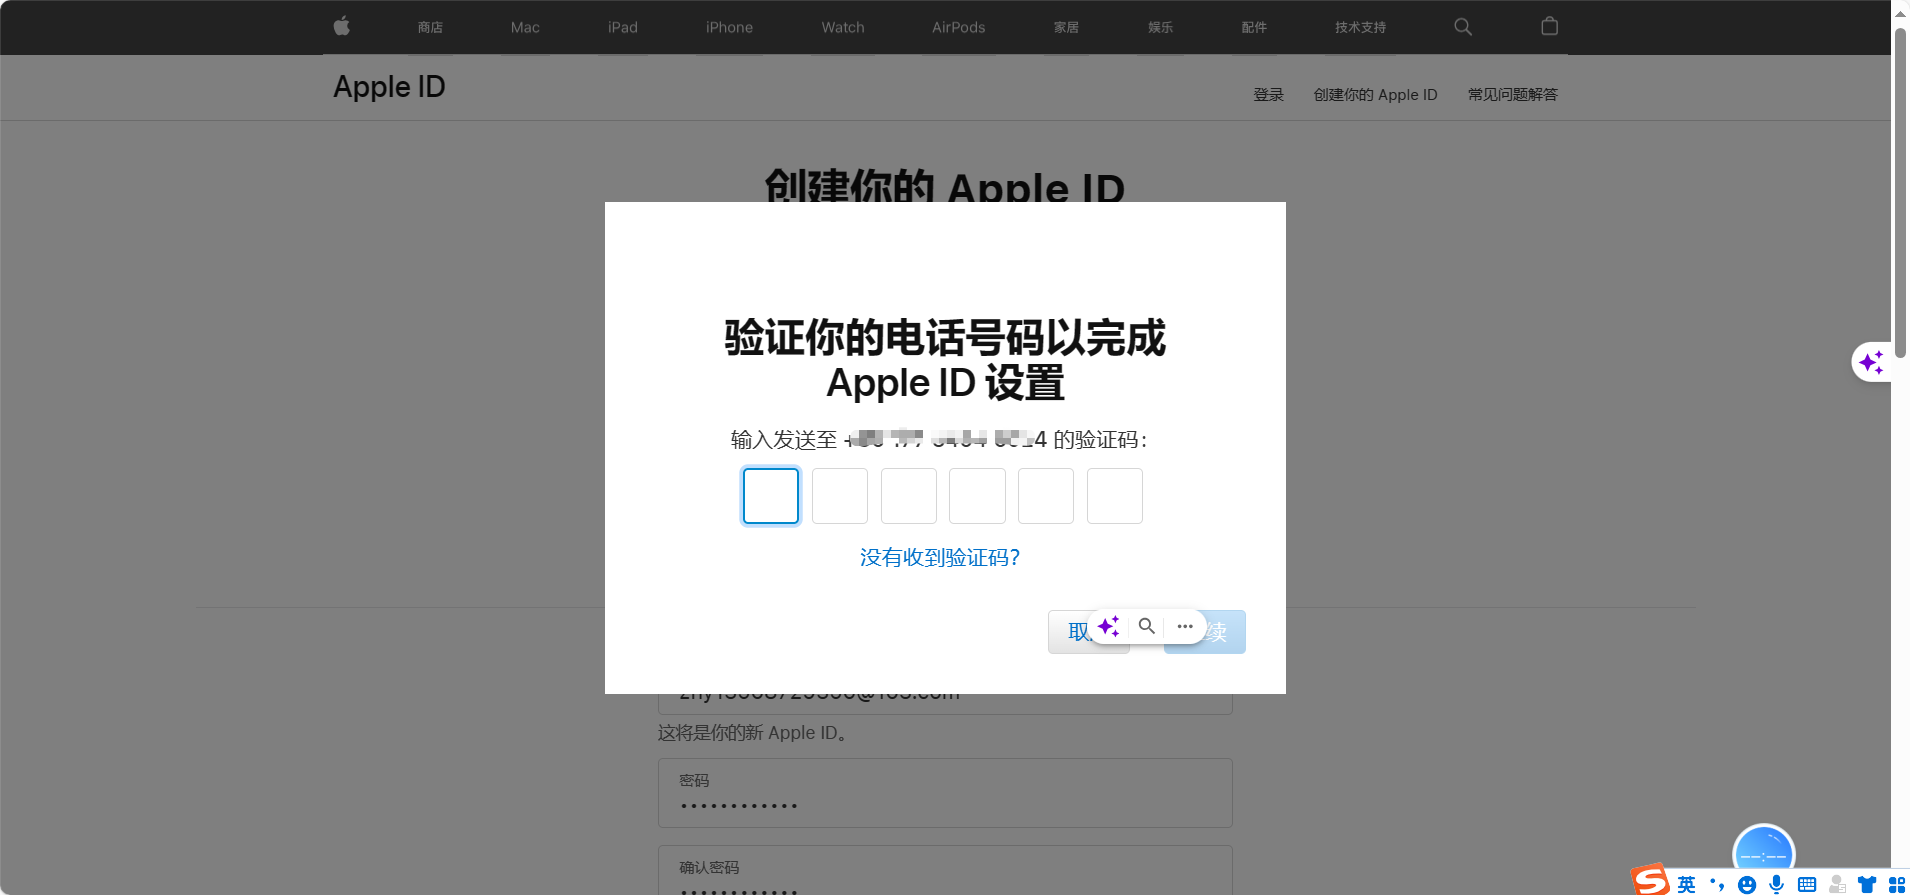 商店 Mac iPad iPhone Watch AirPods 家居 娱乐 配件 技术支持
Apple ID
登录 创建你的 Apple ID 常见问题解答
创建你的 Apple ID
验证你的电话号码以完成
Apple ID 设置
输入发送至 4 的验证码:
没有收到验证码?
取 续
这将是你的新 Apple ID。
密码
确认密码
英